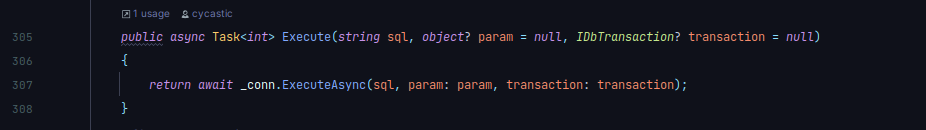 1 usage cycastic
305 public async Task<int> Execute(string sql, object? param = null, IDbTransaction? transaction = null)
306 {
307 return await _conn.ExecuteAsync(sql, param: param, transaction: transaction);
308 }